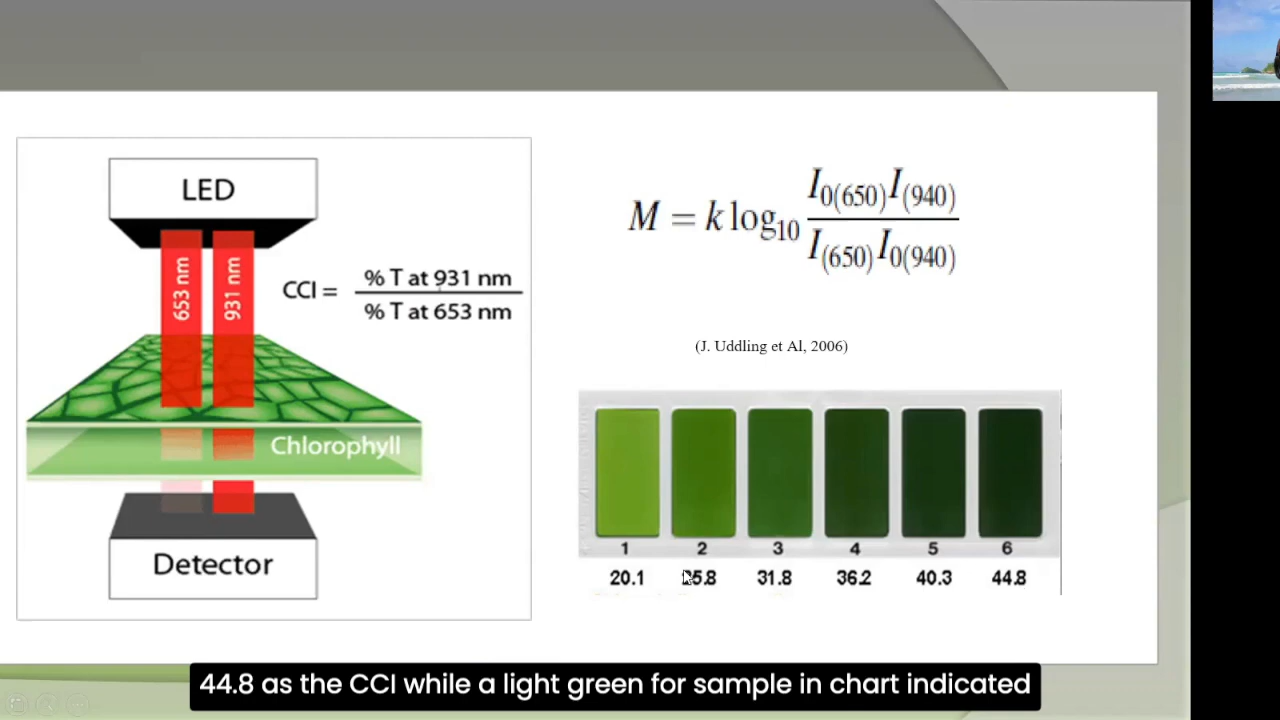 LED
653 nm
931 nm
CCI = % T at 931 nm / % T at 653 nm
Chlorophyll
Detector
M = k log10 I0(650)I(940) / I(650)I0(940)
(J. Uddling et Al, 2006)
1 2 3 4 5 6
20.1 25.8 31.8 36.2 40.3 44.8
44.8 as the CCI while a light green for sample in chart indicated